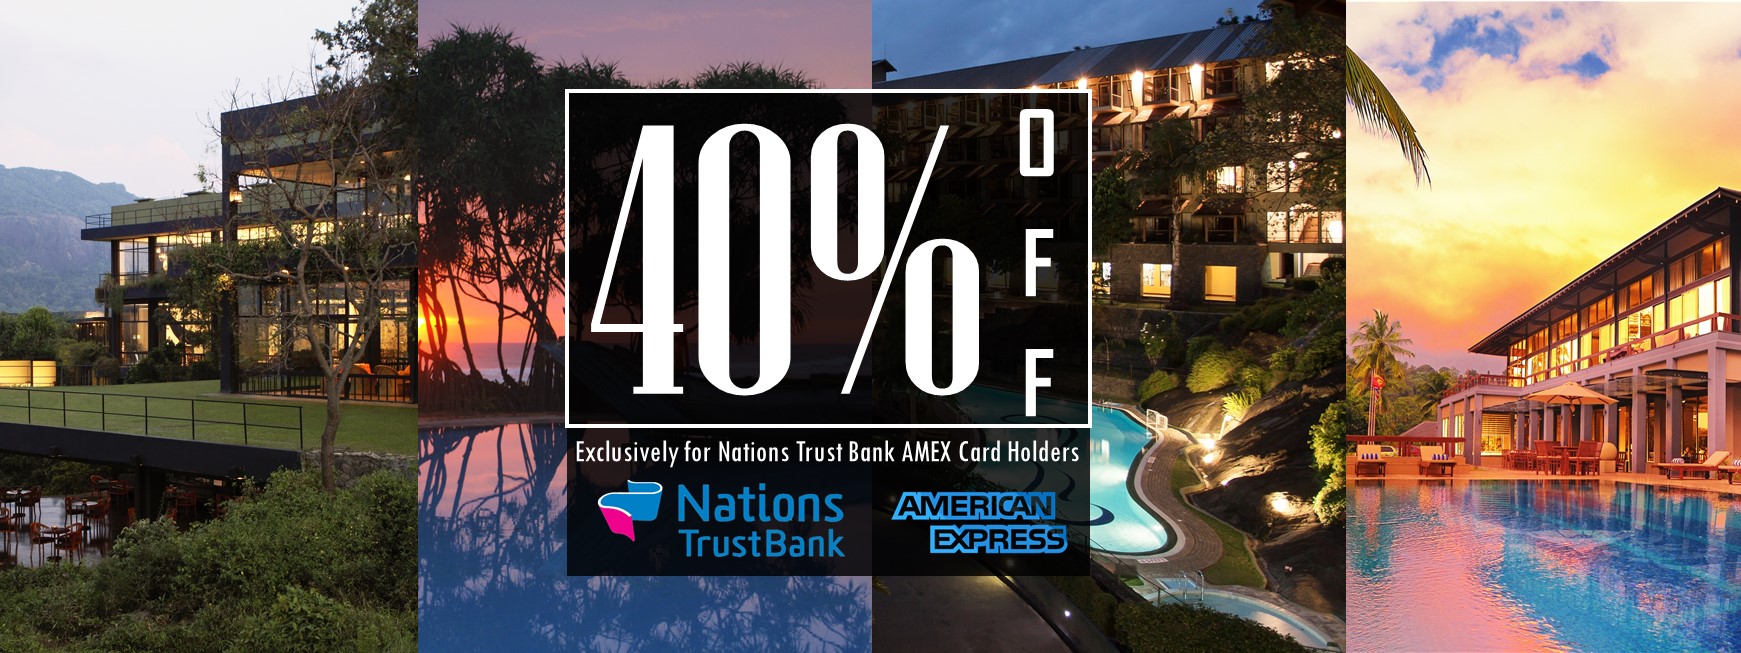 40% OFF
Exclusively for Nations Trust Bank AMEX Card Holders
Nations
TrustBank
AMERICAN
EXPRESS